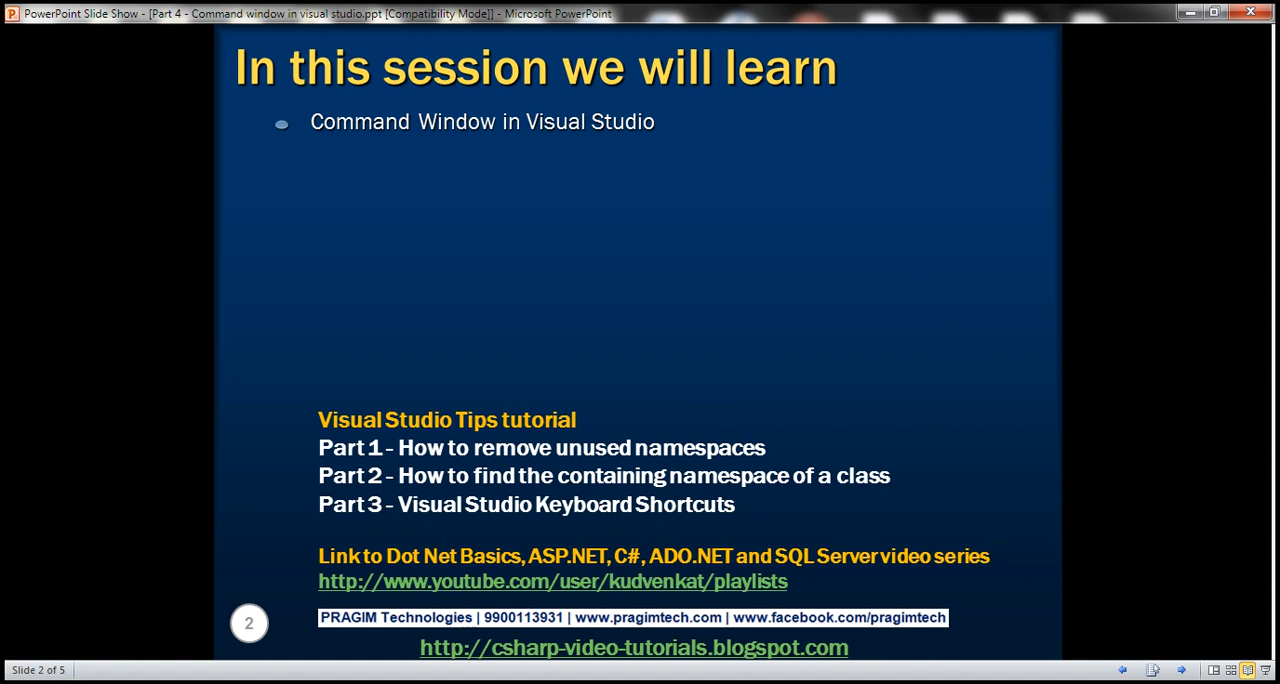 PowerPoint Slide Show - [Part 4 - Command window in visual studio.ppt [Compatibility Mode]] - Microsoft PowerPoint
In this session we will learn
Command Window in Visual Studio
Visual Studio Tips tutorial
Part 1 - How to remove unused namespaces
Part 2 - How to find the containing namespace of a class
Part 3 - Visual Studio Keyboard Shortcuts
Link to Dot Net Basics, ASP.NET, C#, ADO.NET and SQL Server video series
http://www.youtube.com/user/kudvenkat/playlists
PRAGIM Technologies | 9900113931 | www.pragimtech.com | www.facebook.com/pragimtech
2
http://csharp-video-tutorials.blogspot.com
Slide 2 of 5